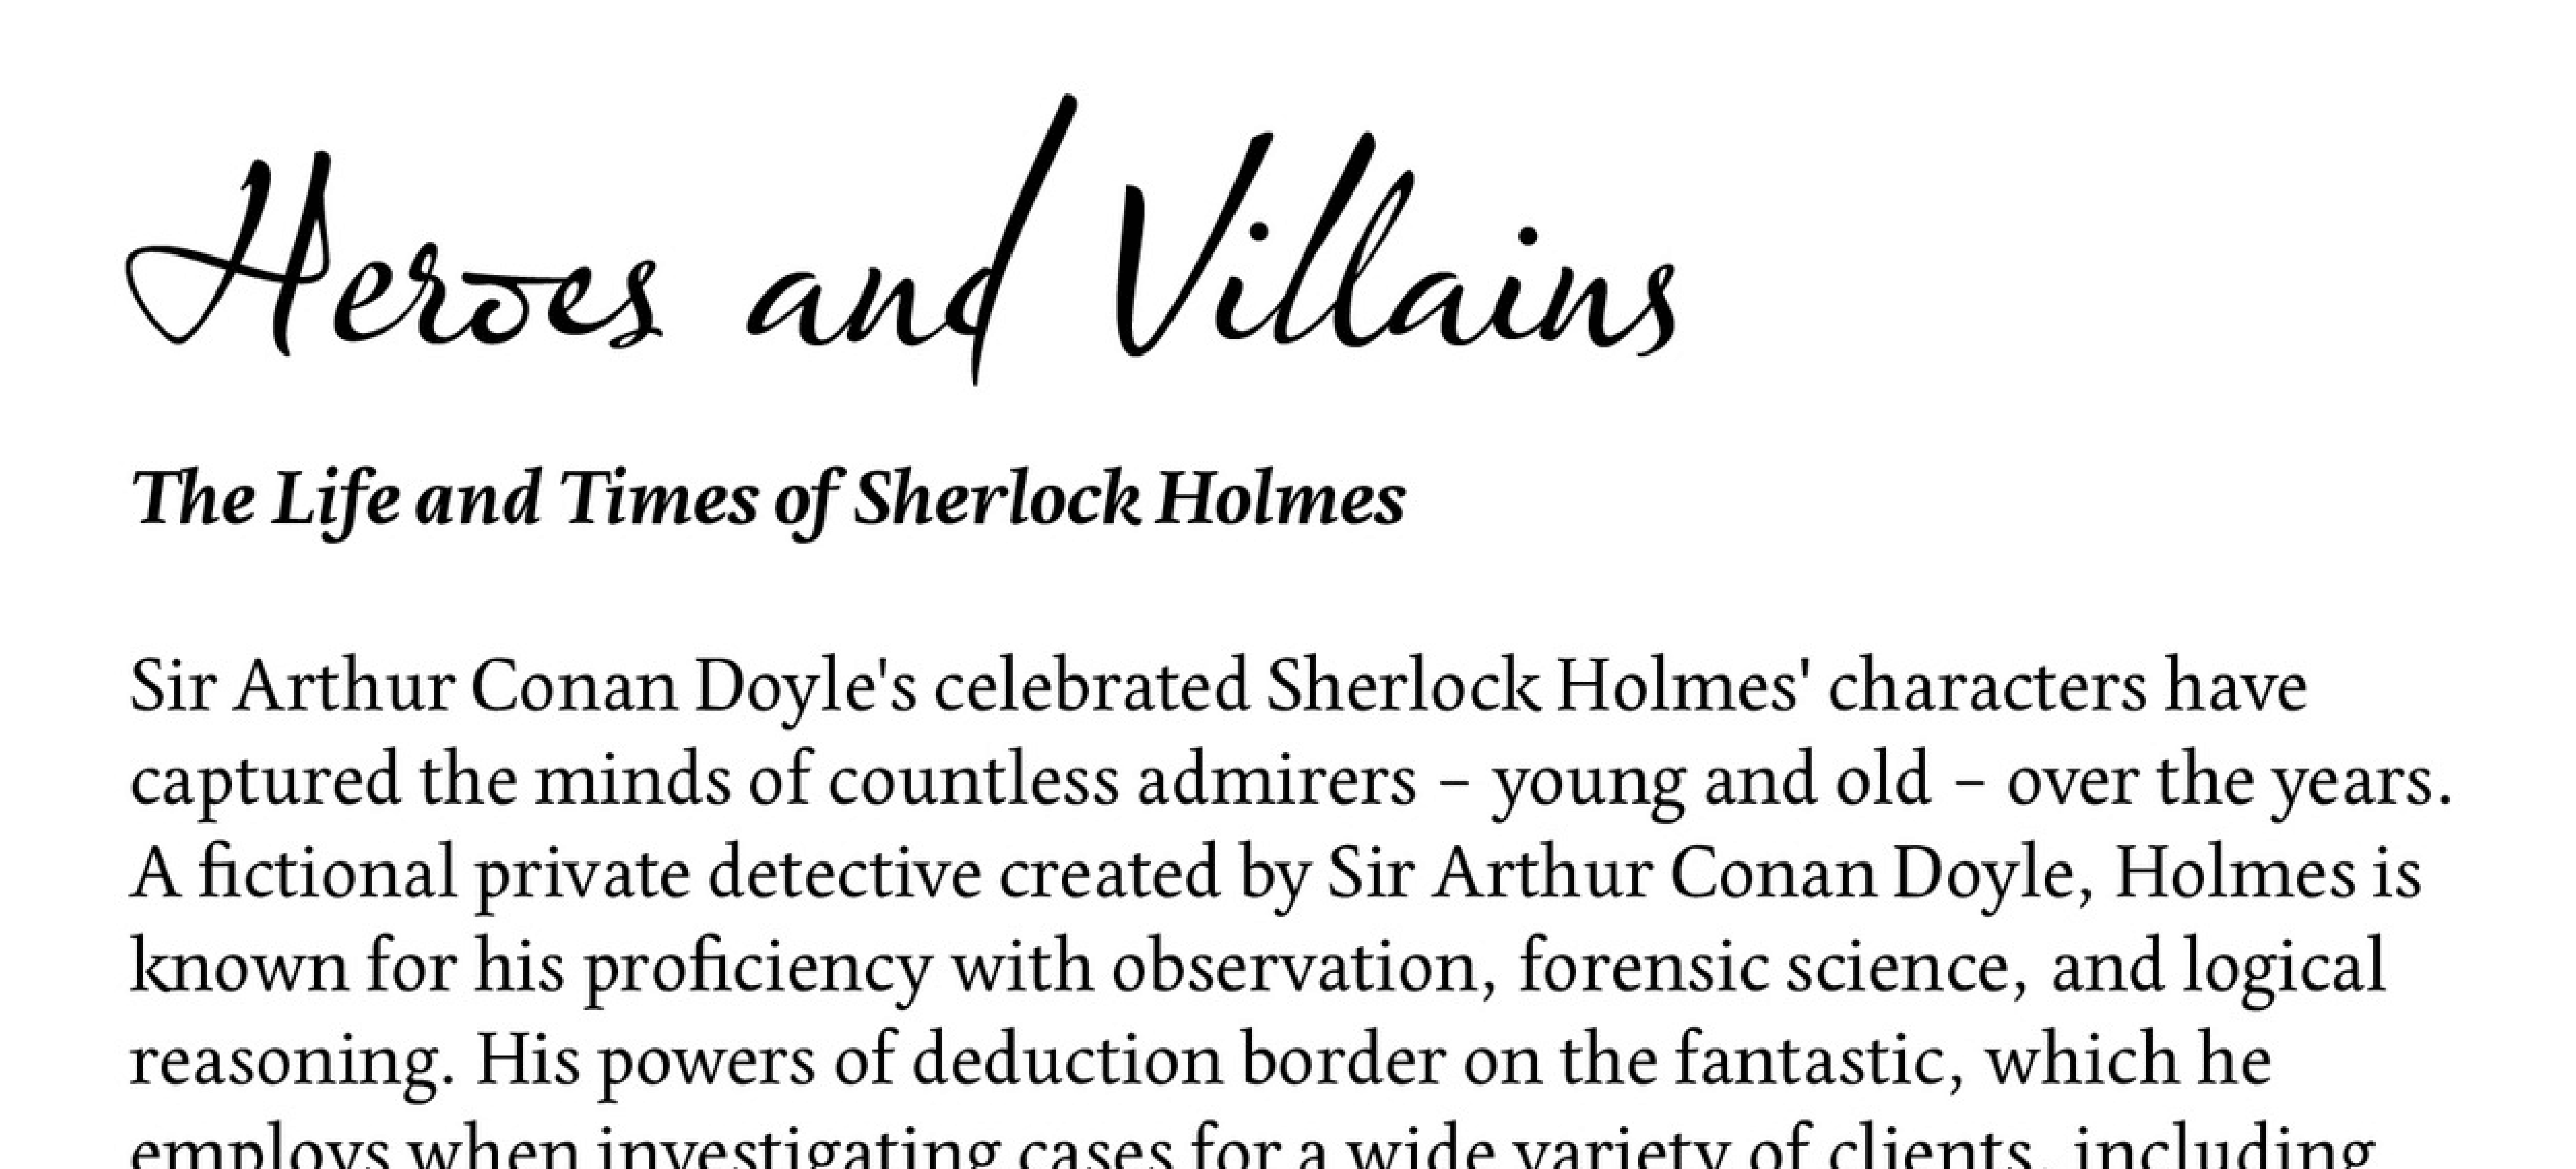 Heroes and Villains
The Life and Times of Sherlock Holmes
Sir Arthur Conan Doyle's celebrated Sherlock Holmes' characters have
captured the minds of countless admirers – young and old – over the years.
A fictional private detective created by Sir Arthur Conan Doyle, Holmes is
known for his proficiency with observation, forensic science, and logical
reasoning. His powers of deduction border on the fantastic, which he
employs when investigating cases for a wide variety of clients, including